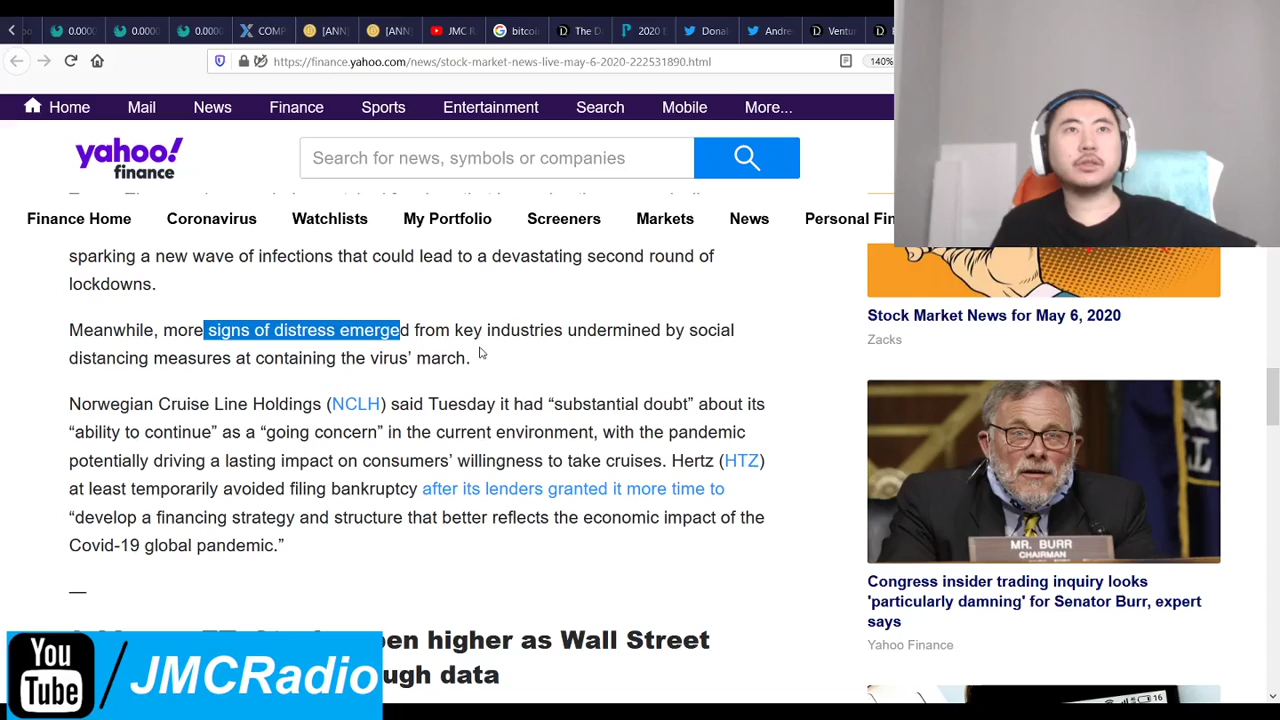 0.0000
0.0000
0.0000
COMP
[ANN]
[ANN]
JMC R
bitcoi
The Da
2020 E
Donal
Andre
Ventur
https://finance.yahoo.com/news/stock-market-news-live-may-6-2020-222531890.html
140%
Home Mail News Finance Sports Entertainment Search Mobile More...
yahoo!
finance
Search for news, symbols or companies
Finance Home Coronavirus Watchlists My Portfolio Screeners Markets News Personal Fin
sparking a new wave of infections that could lead to a devastating second round of
lockdowns.
Meanwhile, more signs of distress emerged from key industries undermined by social
distancing measures at containing the virus’ march.
Norwegian Cruise Line Holdings (NCLH) said Tuesday it had “substantial doubt” about its
“ability to continue” as a “going concern” in the current environment, with the pandemic
potentially driving a lasting impact on consumers’ willingness to take cruises. Hertz (HTZ)
at least temporarily avoided filing bankruptcy after its lenders granted it more time to
“develop a financing strategy and structure that better reflects the economic impact of the
Covid-19 global pandemic.”
—
pen higher as Wall Street
ugh data
Stock Market News for May 6, 2020
Zacks
MR. BURR
CHAIRMAN
Congress insider trading inquiry looks
'particularly damning' for Senator Burr, expert
says
Yahoo Finance
16
You
Tube
/JMCRadio